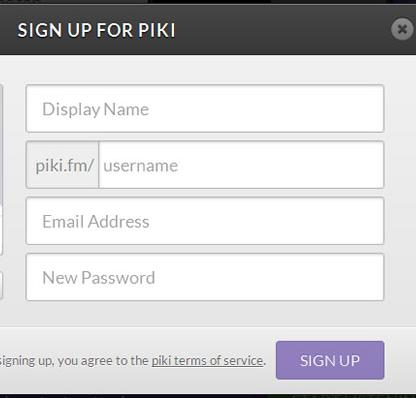 SIGN UP FOR PIKI
Display Name
piki.fm/ username
Email Address
New Password
signing up, you agree to the piki terms of service.
SIGN UP